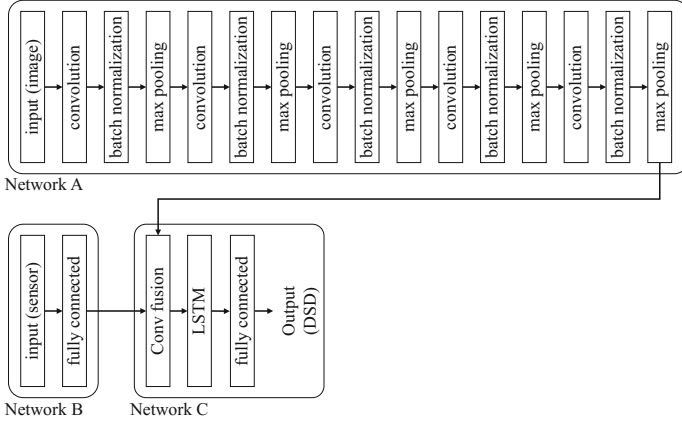 input (image)
convolution
batch normalization
max pooling
convolution
batch normalization
max pooling
convolution
batch normalization
max pooling
convolution
batch normalization
max pooling
convolution
batch normalization
max pooling
Network A
input (sensor)
fully connected
Network B
Conv fusion
LSTM
fully connected
Output
(DSD)
Network C